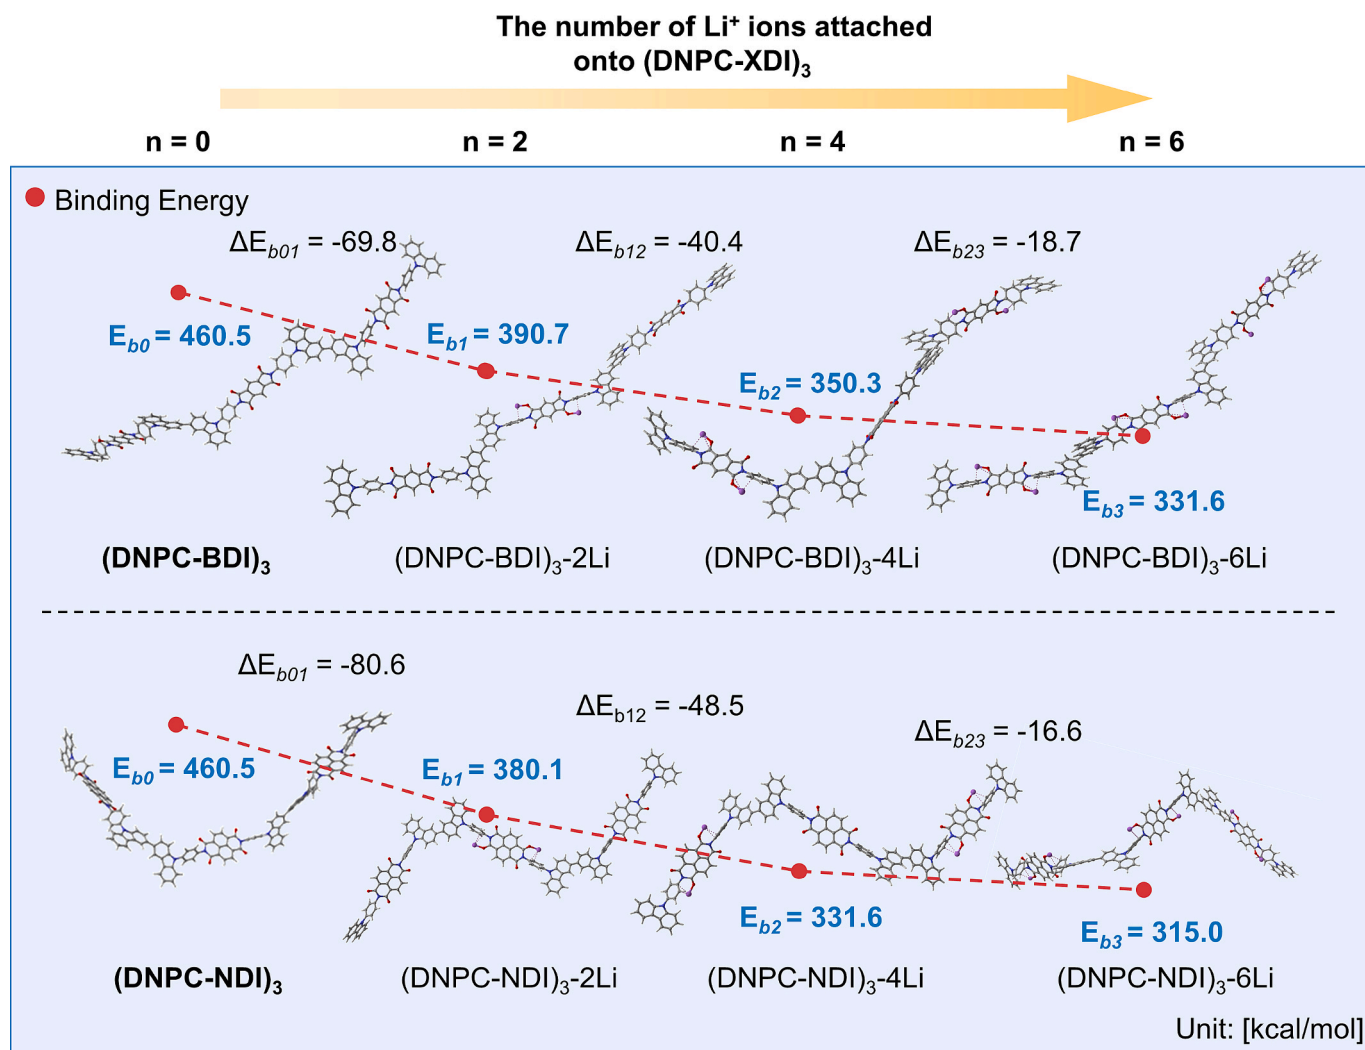 The number of Li⁺ ions attached
onto (DNPC-XDI)₃
n = 0 n = 2 n = 4 n = 6
Binding Energy
ΔE_b01 = -69.8 ΔE_b12 = -40.4 ΔE_b23 = -18.7
E_b0 = 460.5 E_b1 = 390.7 E_b2 = 350.3 E_b3 = 331.6
(DNPC-BDI)₃ (DNPC-BDI)₃-2Li (DNPC-BDI)₃-4Li (DNPC-BDI)₃-6Li
ΔE_b01 = -80.6 ΔE_b12 = -48.5 ΔE_b23 = -16.6
E_b0 = 460.5 E_b1 = 380.1 E_b2 = 331.6 E_b3 = 315.0
(DNPC-NDI)₃ (DNPC-NDI)₃-2Li (DNPC-NDI)₃-4Li (DNPC-NDI)₃-6Li
Unit: [kcal/mol]